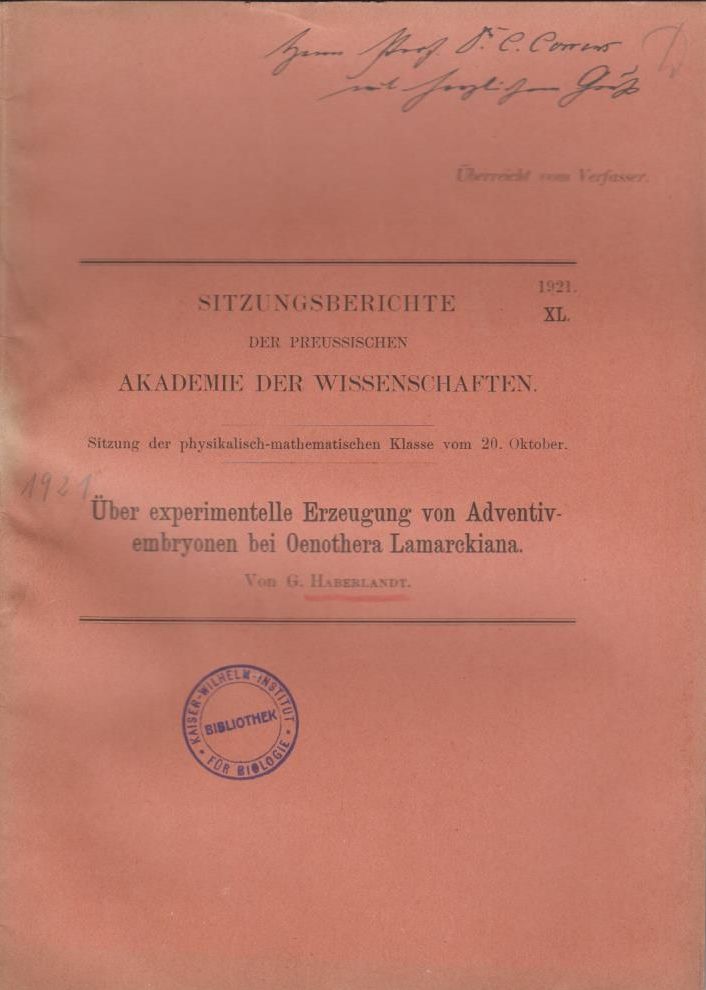 Herrn Prof. Dr. C. Correns
mit herzlichem Gruß
Überreicht vom Verfasser.
1921.
SITZUNGSBERICHTE
XL.
DER PREUSSISCHEN
AKADEMIE DER WISSENSCHAFTEN.
Sitzung der physikalisch-mathematischen Klasse vom 20. Oktober.
1921
Über experimentelle Erzeugung von Adventiv-
embryonen bei Oenothera Lamarckiana.
Von G. HABERLANDT.
KAISER-WILHELM-INSTITUT
BIBLIOTHEK
* FÜR BIOLOGIE *